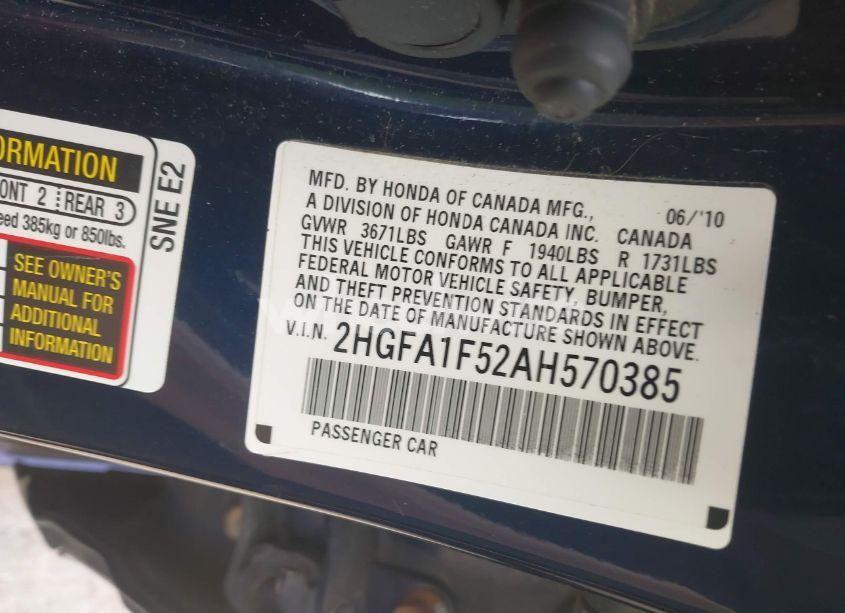 ORMATION
ONT 2 REAR 3
eed 385kg or 850lbs.
SEE OWNER'S
MANUAL FOR
ADDITIONAL
INFORMATION
SNE E2
MFD. BY HONDA OF CANADA MFG., 06/'10
A DIVISION OF HONDA CANADA INC. CANADA
GVWR 3671LBS GAWR F 1940LBS R 1731LBS
THIS VEHICLE CONFORMS TO ALL APPLICABLE
FEDERAL MOTOR VEHICLE SAFETY, BUMPER,
AND THEFT PREVENTION STANDARDS IN EFFECT
ON THE DATE OF MANUFACTURE SHOWN ABOVE.
V.I.N. 2HGFA1F52AH570385
PASSENGER CAR